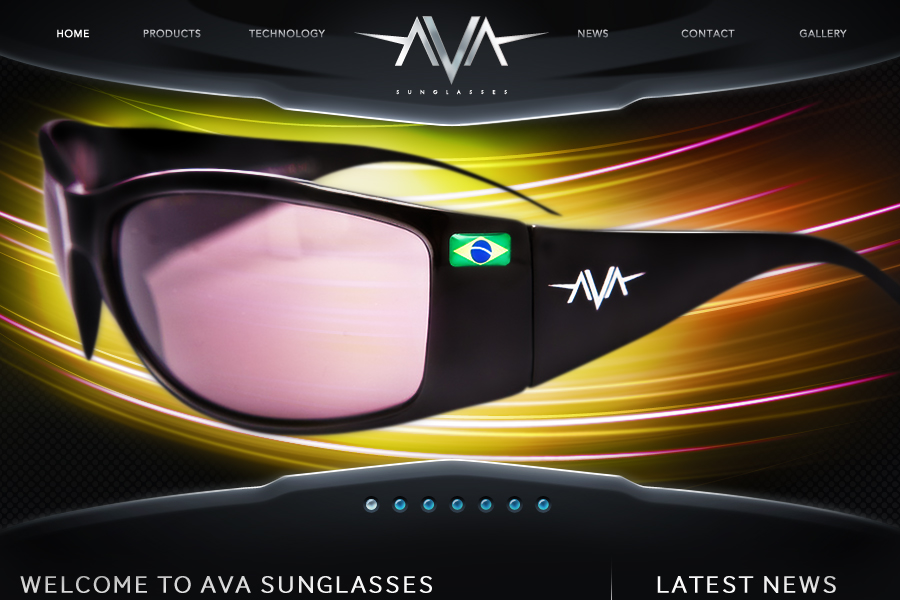 HOME PRODUCTS TECHNOLOGY AVA NEWS CONTACT GALLERY
SUNGLASSES
AVA
WELCOME TO AVA SUNGLASSES LATEST NEWS